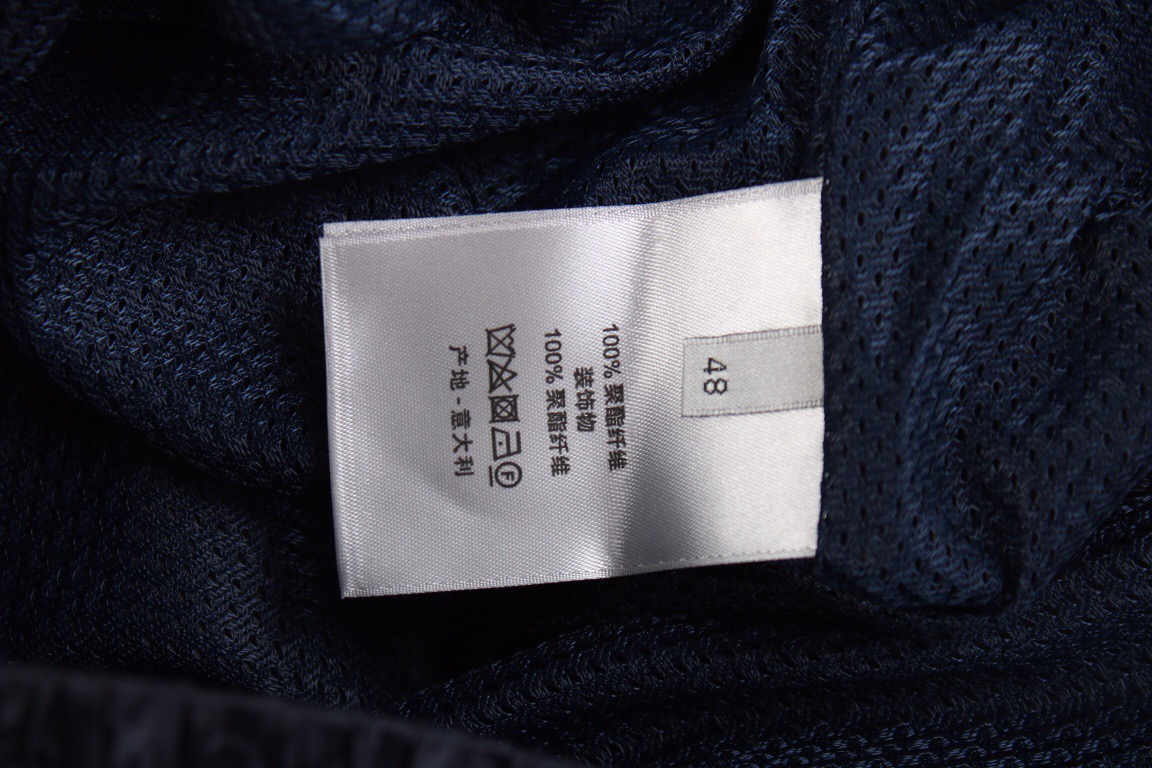 48
100% 聚酯纤维
装饰物
100% 聚酯纤维
F
产地 - 意大利